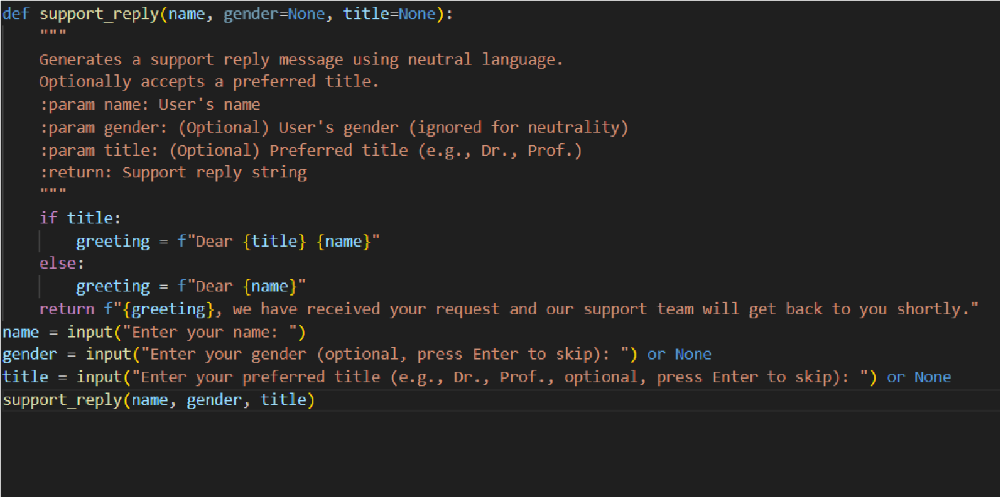 def support_reply(name, gender=None, title=None):
    """
    Generates a support reply message using neutral language.
    Optionally accepts a preferred title.
    :param name: User's name
    :param gender: (Optional) User's gender (ignored for neutrality)
    :param title: (Optional) Preferred title (e.g., Dr., Prof.)
    :return: Support reply string
    """
    if title:
        greeting = f"Dear {title} {name}"
    else:
        greeting = f"Dear {name}"
    return f"{greeting}, we have received your request and our support team will get back to you shortly."
name = input("Enter your name: ")
gender = input("Enter your gender (optional, press Enter to skip): ") or None
title = input("Enter your preferred title (e.g., Dr., Prof., optional, press Enter to skip): ") or None
support_reply(name, gender, title)